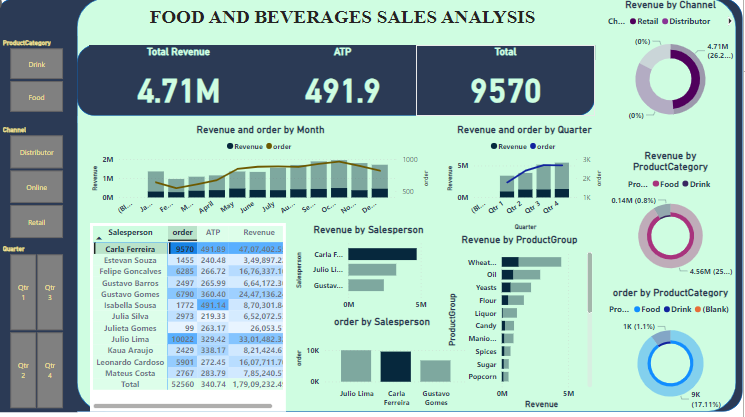 FOOD AND BEVERAGES SALES ANALYSIS
ProductCategory
Drink
Food
Channel
Distributor
Online
Retail
Quarter
Qtr 1
Qtr 3
Qtr 2
Qtr 4
Total Revenue
4.71M
ATP
491.9
Total
9570
Revenue and order by Month
Revenue order
Revenue
2M
1M
0M
1000
500
order
(Bl... Ja... Fe... M... April May June July Au... Se... Oc... No... De...
Revenue and order by Quarter
Revenue order
Revenue
5M
0M
3K
2K
1K
order
(Bl... Qtr 1 Qtr 2 Qtr 3 Qtr 4
Quarter
Salesperson order ATP Revenue
Carla Ferreira 9570 491.89 47,07,402.5
Estevan Souza 1455 240.48 3,49,897.2
Felipe Goncalves 6285 266.72 16,76,337.1
Gustavo Barros 2497 265.99 6,64,172.3
Gustavo Gomes 6790 360.40 24,47,136.2
Isabella Sousa 1772 491.14 8,70,301.8
Julia Silva 2973 219.33 6,52,072.5
Julieta Gomes 99 263.17 26,053.5
Julio Lima 10022 329.42 33,01,482.3
Kaua Araujo 2429 338.17 8,21,424.6
Leonardo Cardoso 5901 272.45 16,07,711.7
Mateus Costa 2767 283.79 7,85,240.5
Total 52560 340.74 1,79,09,232.4
Revenue by Salesperson
Salesperson
Carla F...
Julio Li...
Gustav...
0M 5M
order by Salesperson
order
10K
0K
Julio Lima Carla Ferreira Gustavo Gomes
Revenue by ProductGroup
ProductGroup
Wheat...
Oil
Yeasts
Flour
Liquor
Candy
Manio...
Spices
Sugar
Popcorn
0M 5M
Revenue
Revenue by Channel
Ch... Retail Distributor
(0%)
4.71M
(26.2...)
(0%)
Revenue by
ProductCategory
Pro... Food Drink
0.14M (0.8%)
4.56M (25...)
order by ProductCategory
Pro... Food Drink (Blank)
1K (1.1%)
9K
(17.11%)